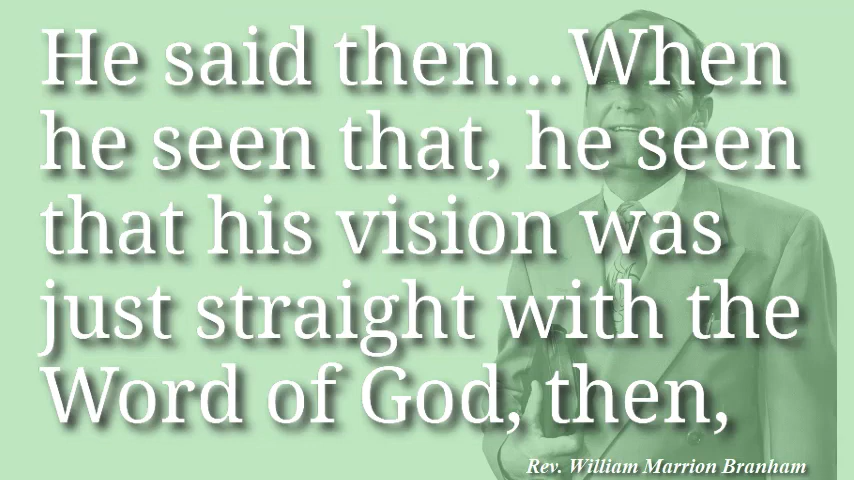 He said then...When
he seen that, he seen
that his vision was
just straight with the
Word of God, then,
Rev. William Marrion Branham